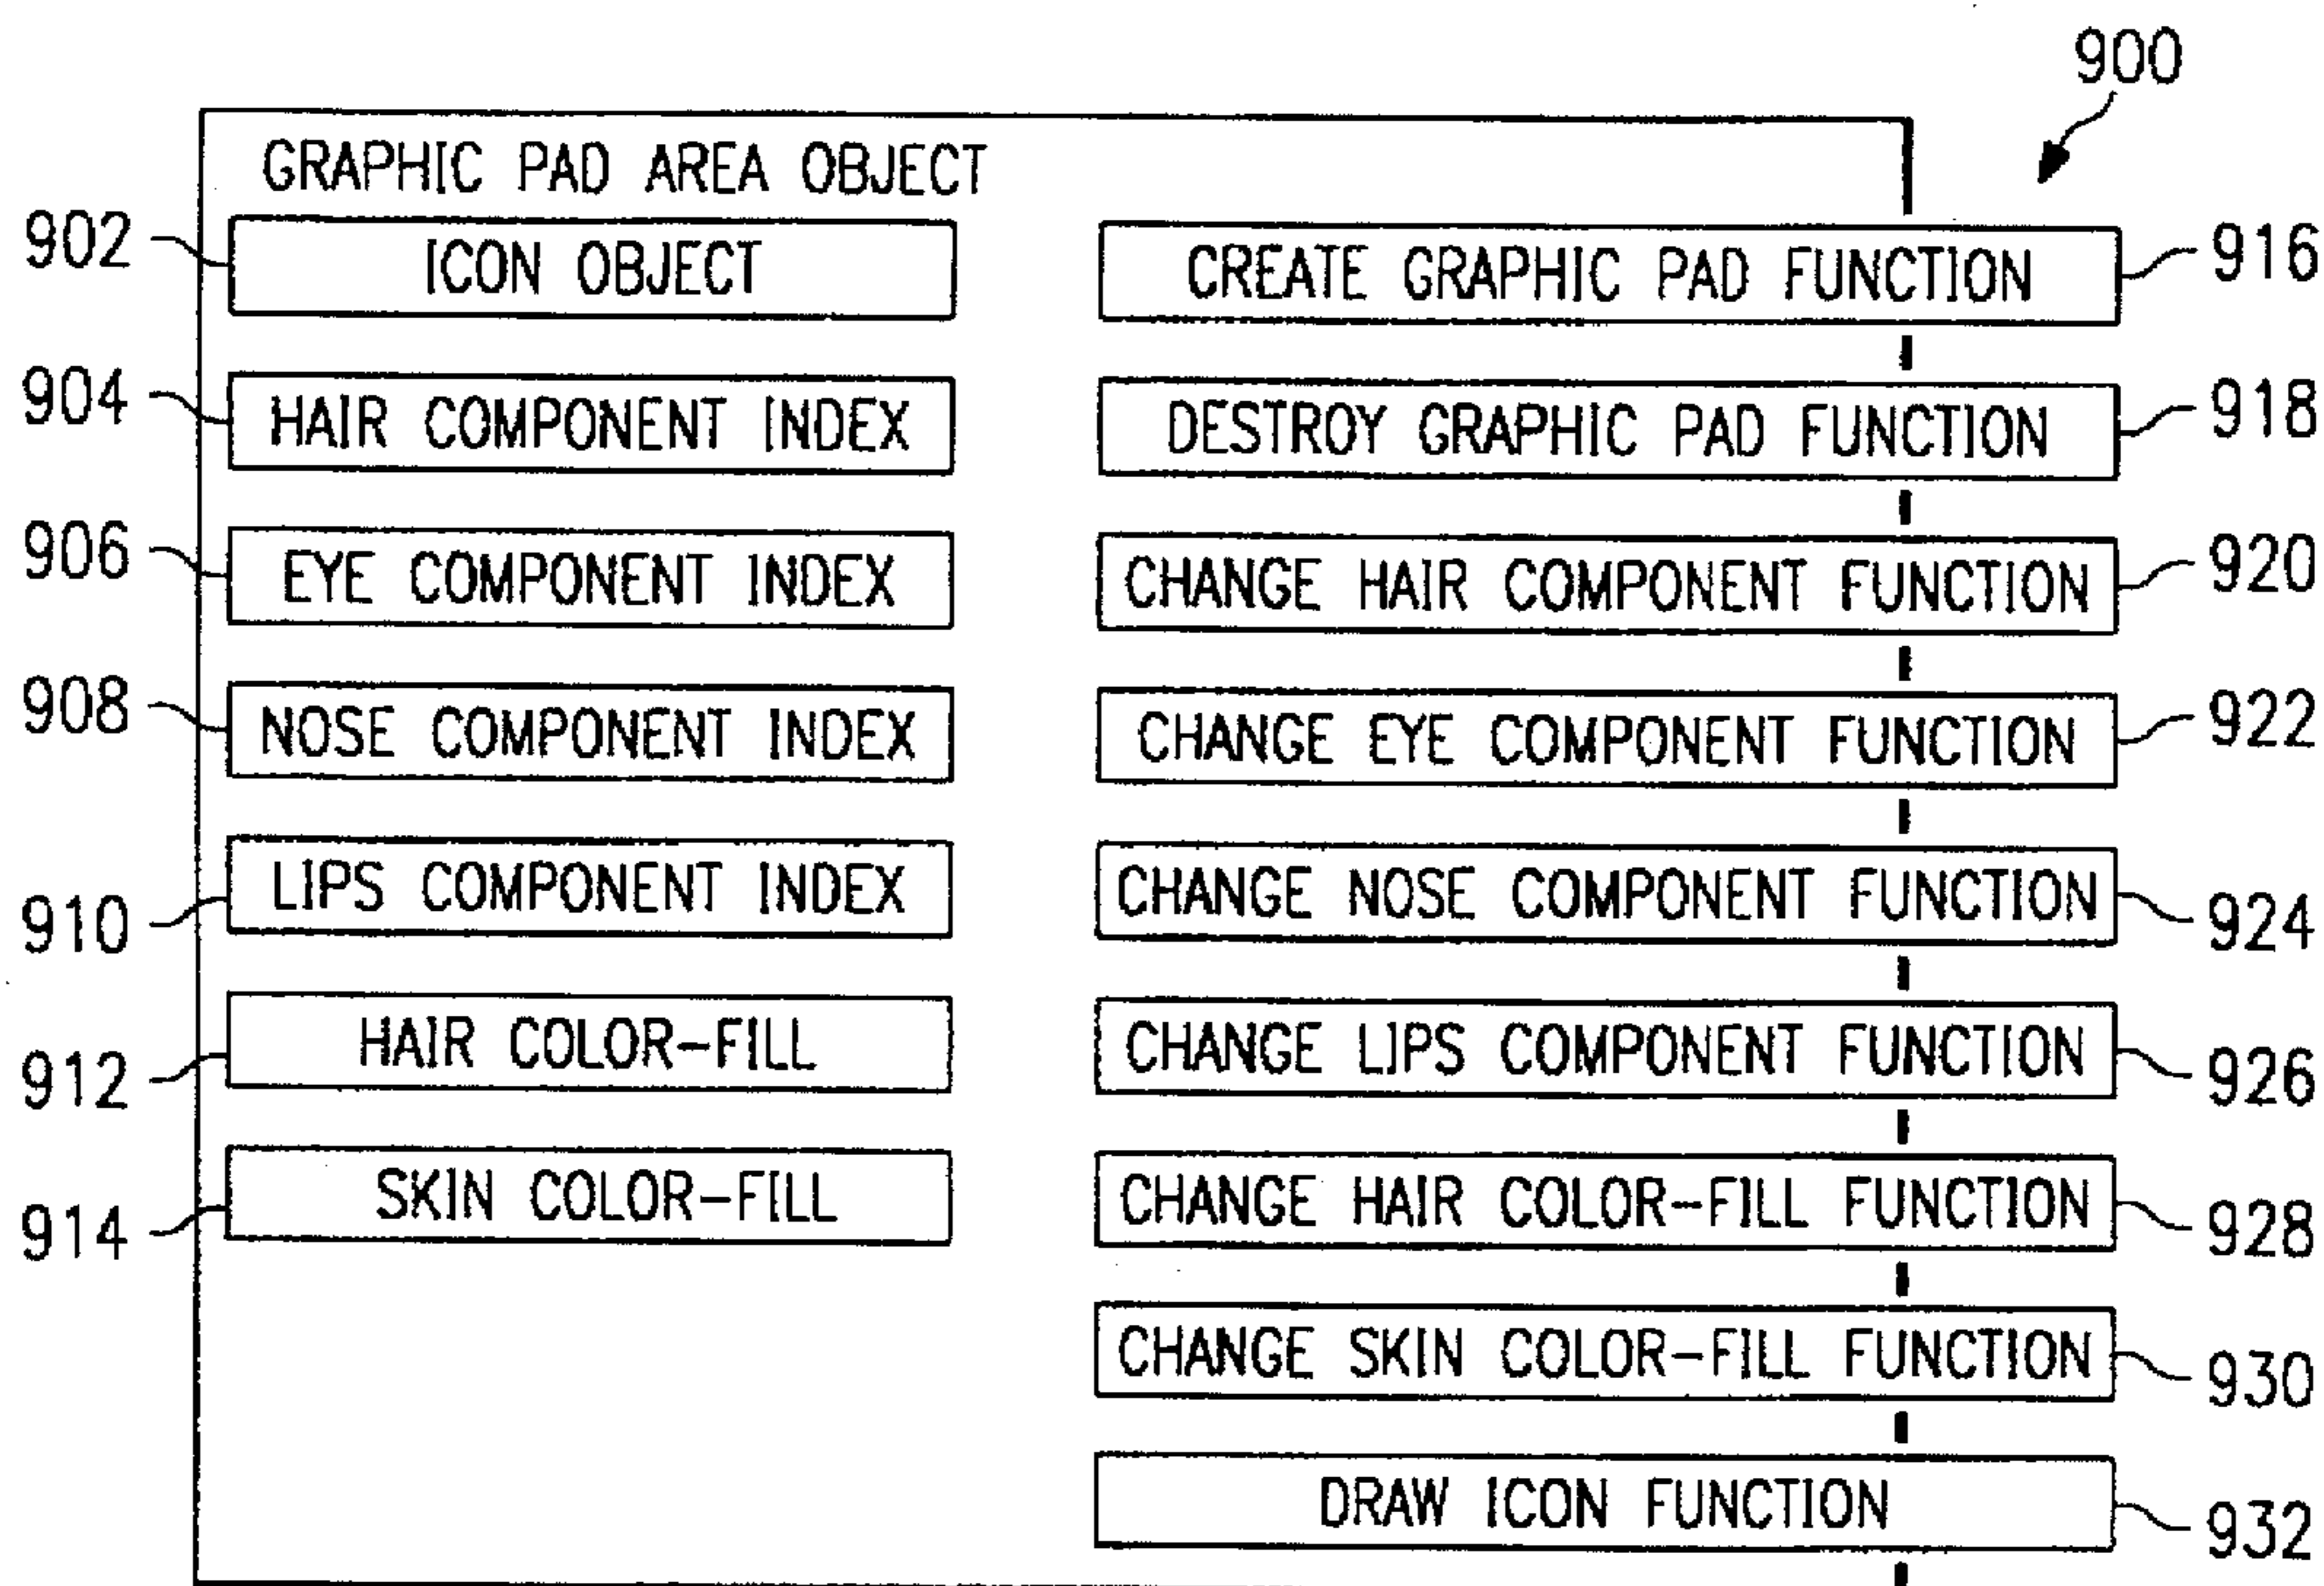 900
GRAPHIC PAD AREA OBJECT
902
ICON OBJECT
CREATE GRAPHIC PAD FUNCTION
916
904
HAIR COMPONENT INDEX
DESTROY GRAPHIC PAD FUNCTION
918
906
EYE COMPONENT INDEX
CHANGE HAIR COMPONENT FUNCTION
920
908
NOSE COMPONENT INDEX
CHANGE EYE COMPONENT FUNCTION
922
910
LIPS COMPONENT INDEX
CHANGE NOSE COMPONENT FUNCTION
924
912
HAIR COLOR-FILL
CHANGE LIPS COMPONENT FUNCTION
926
914
SKIN COLOR-FILL
CHANGE HAIR COLOR-FILL FUNCTION
928
CHANGE SKIN COLOR-FILL FUNCTION
930
DRAW ICON FUNCTION
932